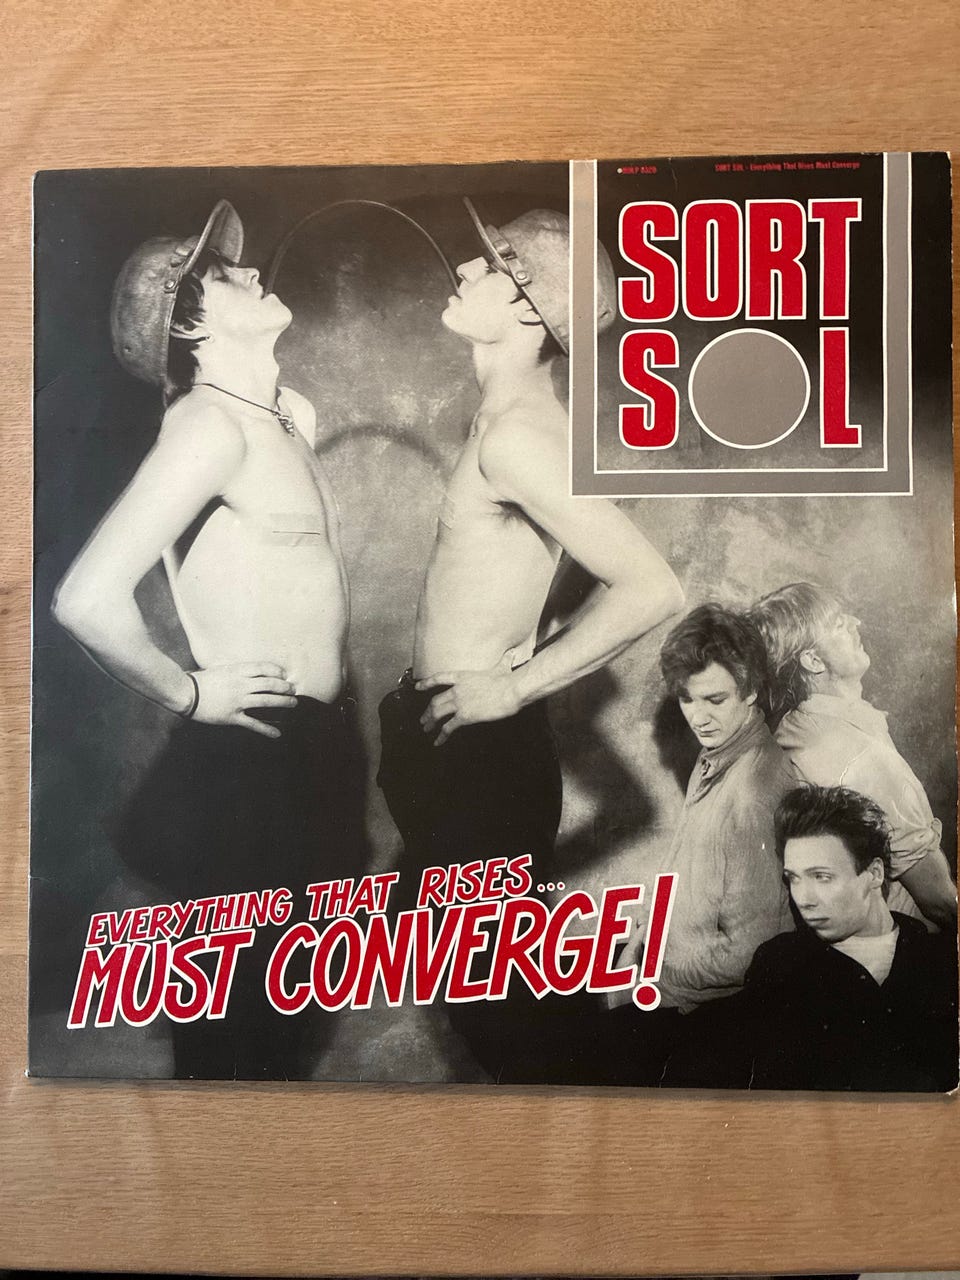 SORT SOL - Everything That Rises Must Converge
SORT
SOL
EVERYTHING THAT RISES...
MUST CONVERGE!